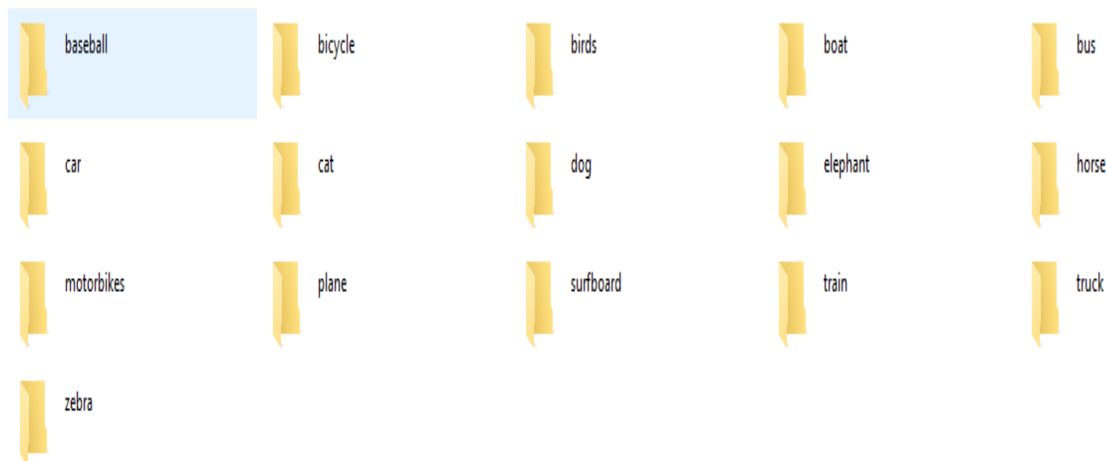 baseball bicycle birds boat bus
car cat dog elephant horse
motorbikes plane surfboard train truck
zebra